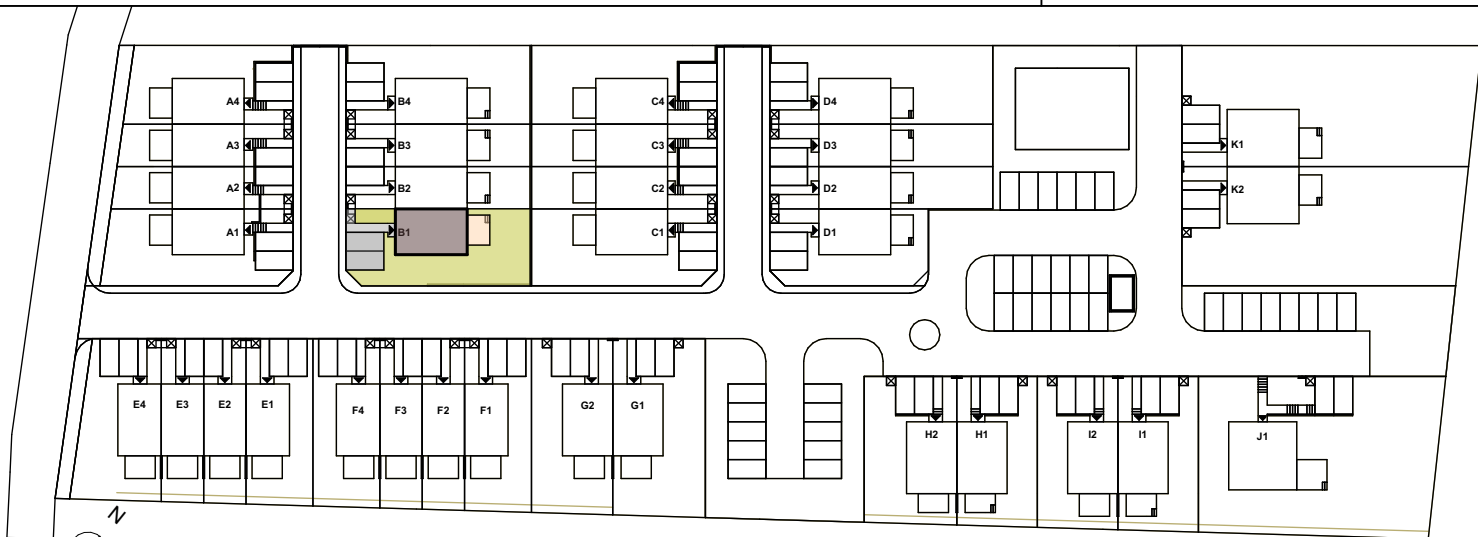 A4 B4 C4 D4
A3 B3 C3 D3 K1
A2 B2 C2 D2 K2
A1 B1 C1 D1
E4 E3 E2 E1 F4 F3 F2 F1 G2 G1
H2 H1 I2 I1 J1
N